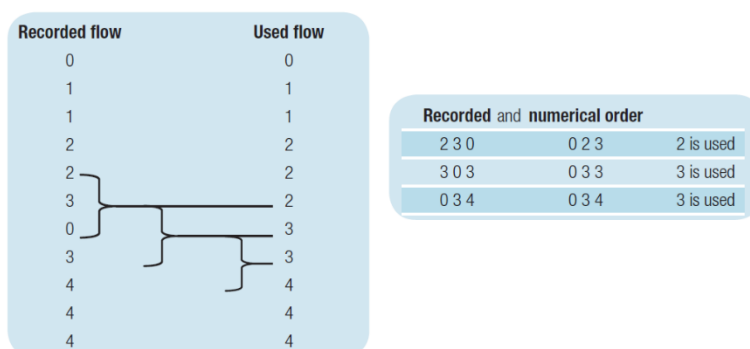 Recorded flow Used flow
0 0
1 1
1 1
2 2
2 2
3 2
0 3
3 3
4 4
4 4
4 4
Recorded and numerical order
2 3 0 0 2 3 2 is used
3 0 3 0 3 3 3 is used
0 3 4 0 3 4 3 is used